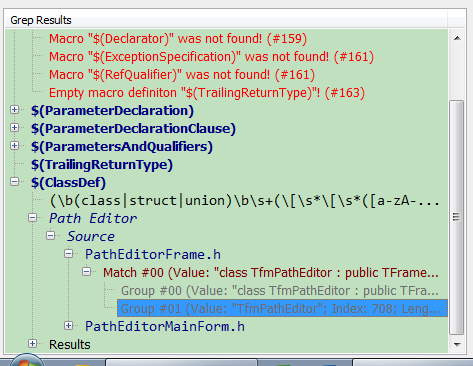 Grep Results
Macro "$(Declarator)" was not found! (#159)
Macro "$(ExceptionSpecification)" was not found! (#161)
Macro "$(RefQualifier)" was not found! (#161)
Empty macro definiton "$(TrailingReturnType)"! (#163)
$(ParameterDeclaration)
$(ParameterDeclarationClause)
$(ParametersAndQualifiers)
$(TrailingReturnType)
$(ClassDef)
(\b(class|struct|union)\b\s+(\[\s*\[\s*([a-zA-...
Path Editor
Source
PathEditorFrame.h
Match #00 (Value: "class TfmPathEditor : public TFrame...
Group #00 (Value: "class TfmPathEditor : public TFr...
Group #01 (Value: "TfmPathEditor"; Index: 708; Leng...
PathEditorMainForm.h
Results